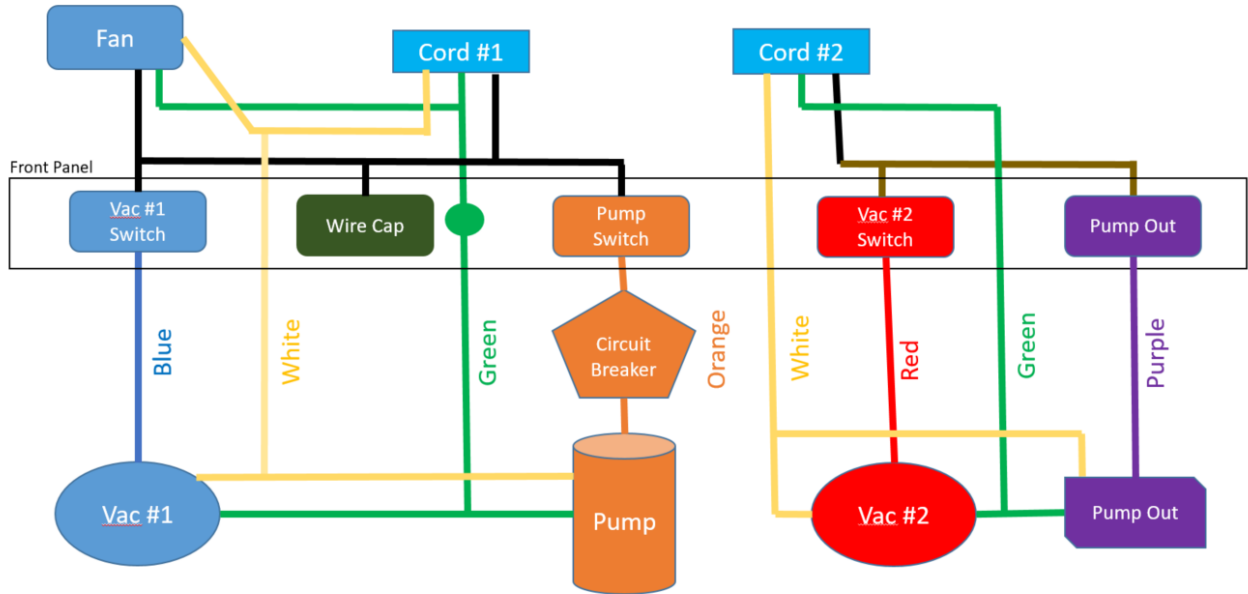 Fan
Cord #1
Cord #2
Front Panel
Vac #1
Switch
Wire Cap
Pump
Switch
Vac #2
Switch
Pump Out
Blue
White
Green
Circuit
Breaker
Orange
White
Red
Green
Purple
Vac #1
Pump
Vac #2
Pump Out